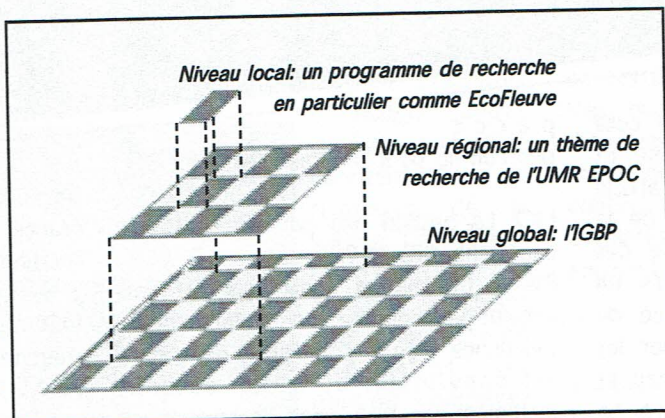 Niveau local: un programme de recherche
en particulier comme EcoFleuve
Niveau régional: un thème de
recherche de l'UMR EPOC
Niveau global: l'IGBP